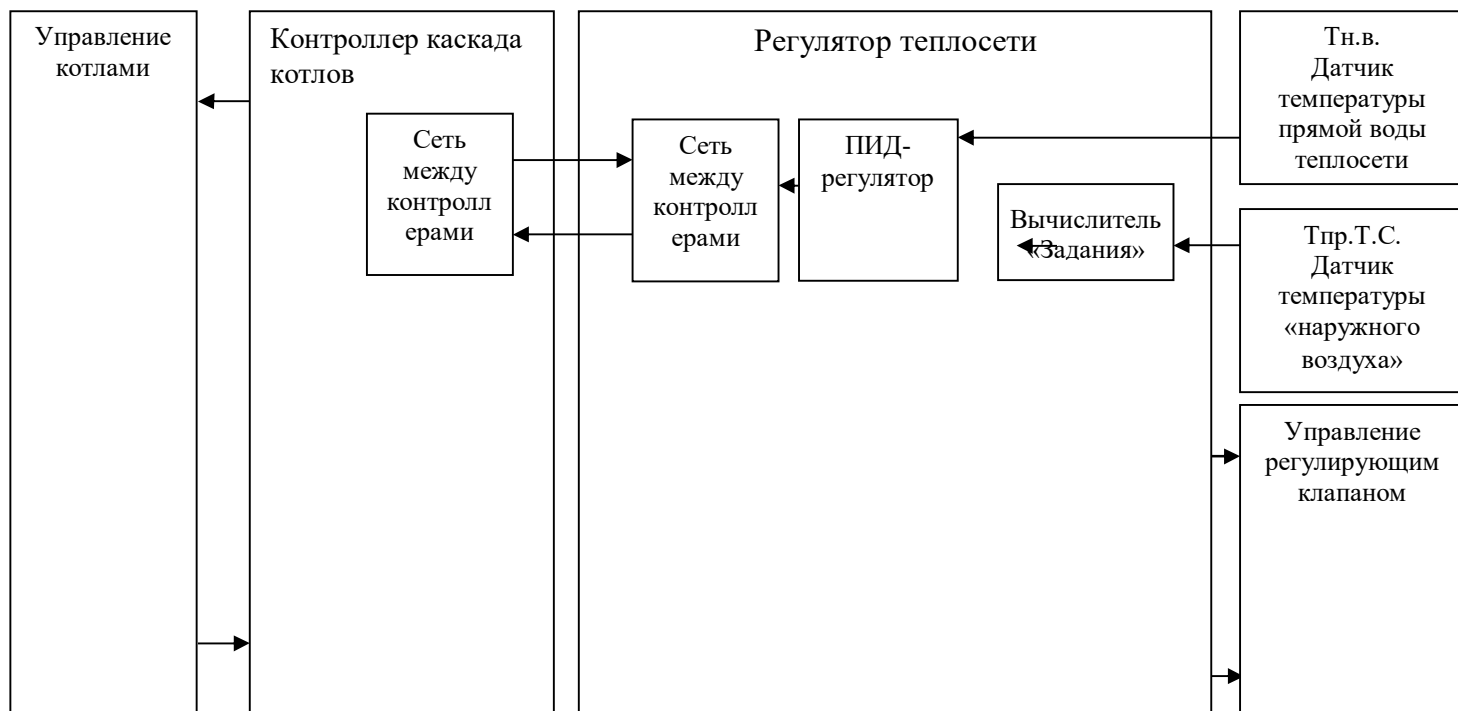 Управление
котлами
Контроллер каскада
котлов
Сеть
между
контролл
ерами
Регулятор теплосети
Сеть
между
контролл
ерами
ПИД-
регулятор
Вычислитель
«Задания»
Тн.в.
Датчик
температуры
прямой воды
теплосети
Тпр.Т.С.
Датчик
температуры
«наружного
воздуха»
Управление
регулирующим
клапаном